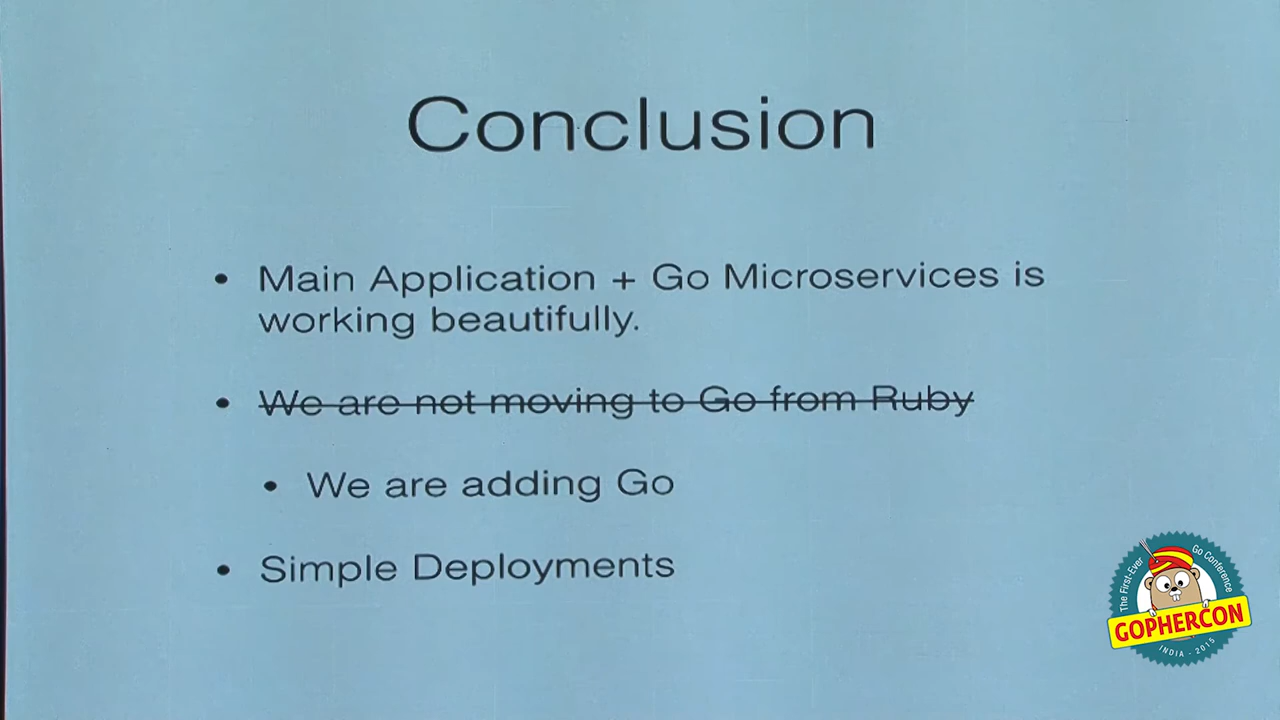 Conclusion
• Main Application + Go Microservices is
working beautifully.
• We are not moving to Go from Ruby
• We are adding Go
• Simple Deployments
The First-Ever Go Conference
GOPHERCON
INDIA - 2015